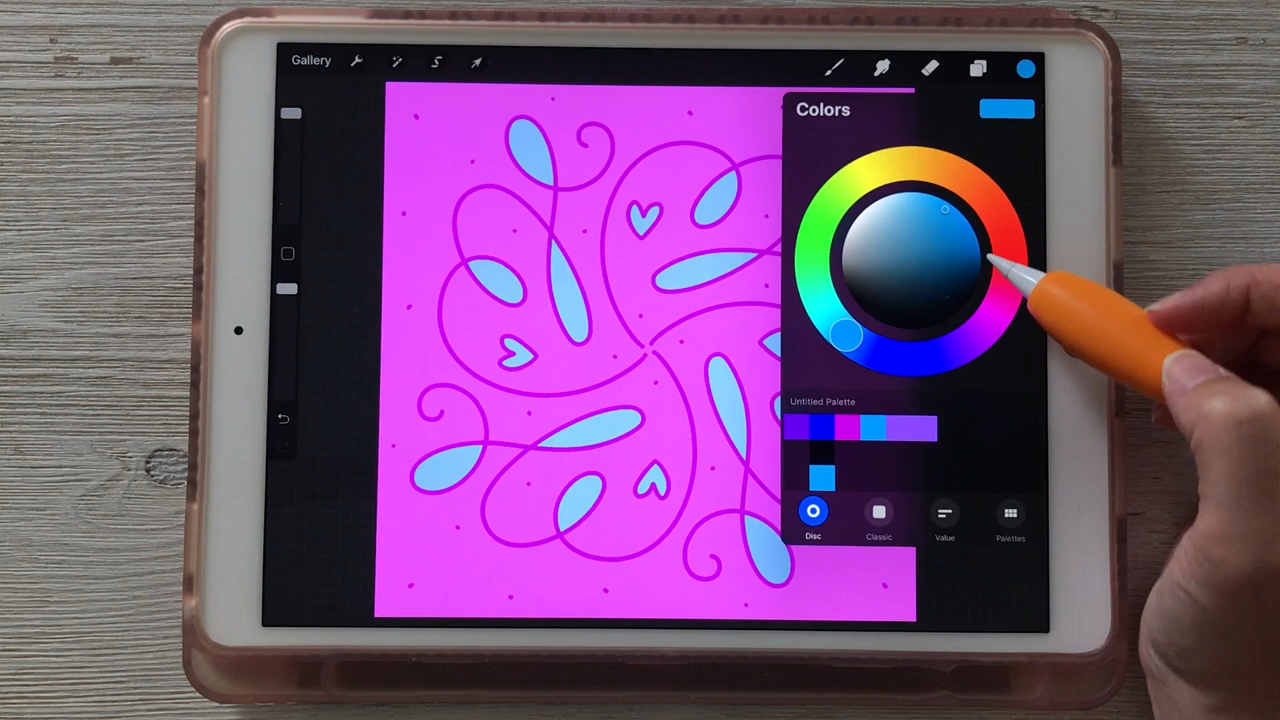 Gallery
Colors
Untitled Palette
Disc
Classic
Value
Palettes